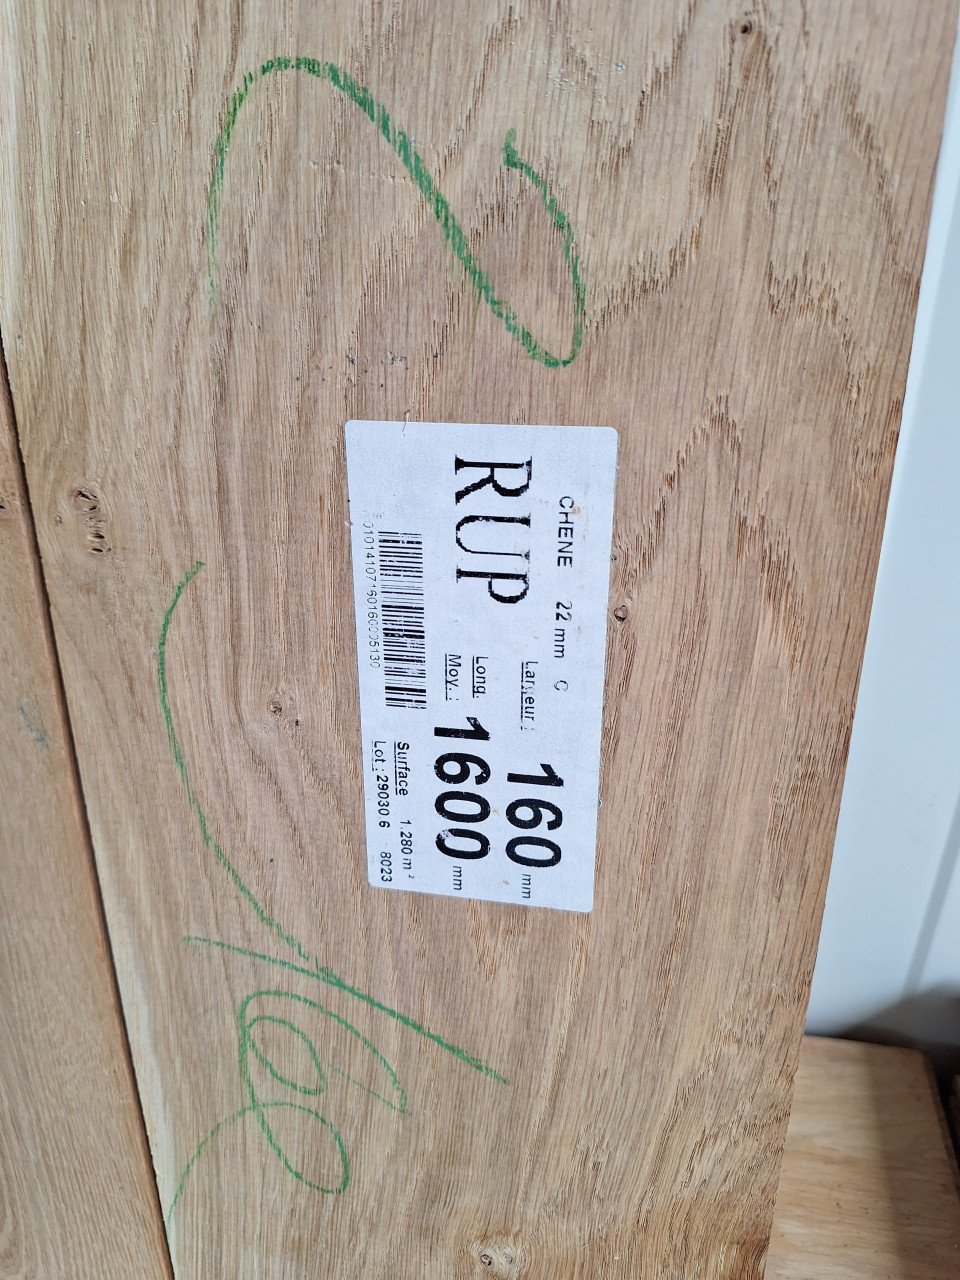 CHENE 22 mm C
RUP
Largeur : 160 mm
Long. Moy. : 1600 mm
Surface 1.280 m²
Lot : 29030.6 8023